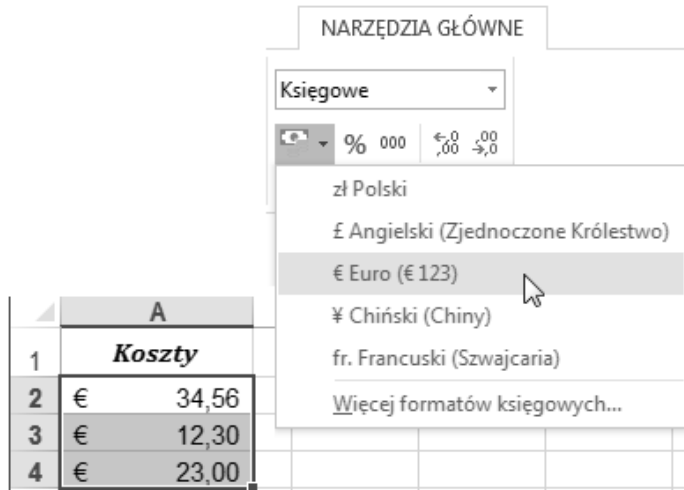 NARZĘDZIA GŁÓWNE
Księgowe
% 000 ←,0 ,00 ,00 →,0
zł Polski
£ Angielski (Zjednoczone Królestwo)
€ Euro (€ 123)
¥ Chiński (Chiny)
fr. Francuski (Szwajcaria)
Więcej formatów księgowych...
A
1 Koszty
2 € 34,56
3 € 12,30
4 € 23,00